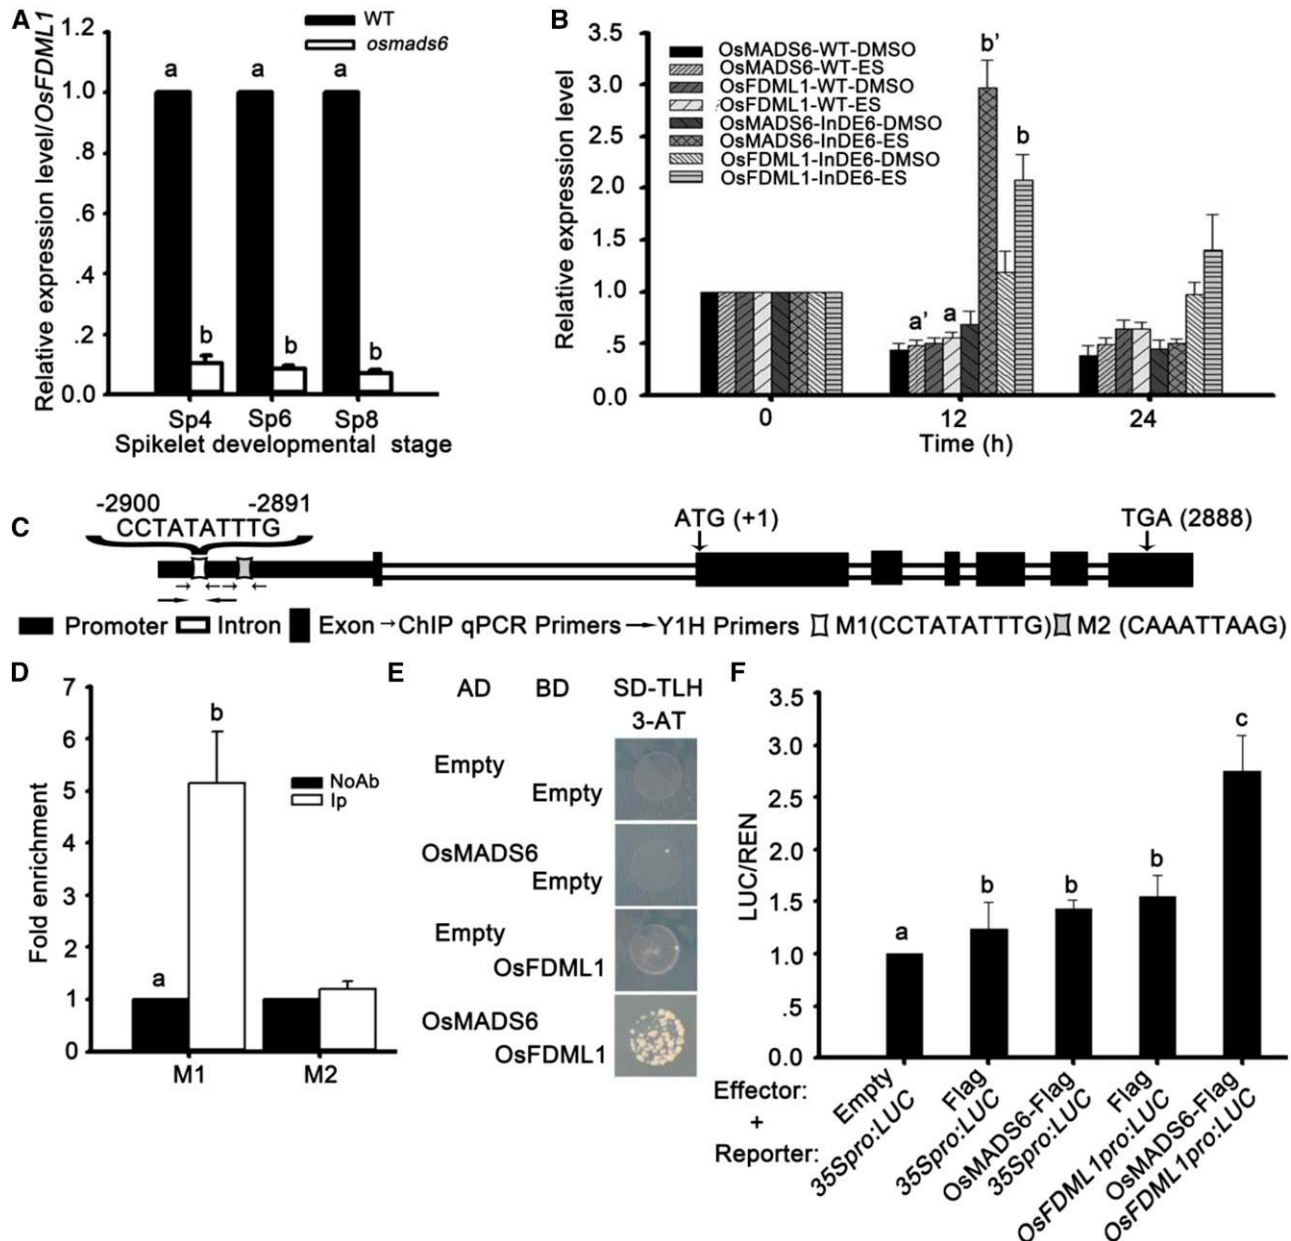 A
Relative expression level/OsFDML1
1.2
1.0
.8
.6
.4
.2
0.0
WT
osmads6
a
a
a
b
b
b
Sp4
Sp6
Sp8
Spikelet developmental stage
B
Relative expression level
3.5
3.0
2.5
2.0
1.5
1.0
.5
0.0
OsMADS6-WT-DMSO
OsMADS6-WT-ES
OsFDML1-WT-DMSO
OsFDML1-WT-ES
OsMADS6-InDE6-DMSO
OsMADS6-InDE6-ES
OsFDML1-InDE6-DMSO
OsFDML1-InDE6-ES
a’
a
b’
b
0
12
24
Time (h)
C
-2900
-2891
CCTATATTTG
ATG (+1)
TGA (2888)
Promoter
Intron
Exon
ChIP qPCR Primers
Y1H Primers
M1(CCTATATTTG)
M2 (CAAATTAAG)
D
Fold enrichment
7
6
5
4
3
2
1
0
NoAb
Ip
a
b
M1
M2
E
AD
BD
SD-TLH
3-AT
Empty
Empty
OsMADS6
Empty
Empty
OsFDML1
OsMADS6
OsFDML1
F
LUC/REN
3.5
3.0
2.5
2.0
1.5
1.0
.5
0.0
a
b
b
b
c
Effector:
+
Reporter:
Empty
35Spro:LUC
Flag
35Spro:LUC
OsMADS6-Flag
35Spro:LUC
Flag
OsFDML1pro:LUC
OsMADS6-Flag
OsFDML1pro:LUC